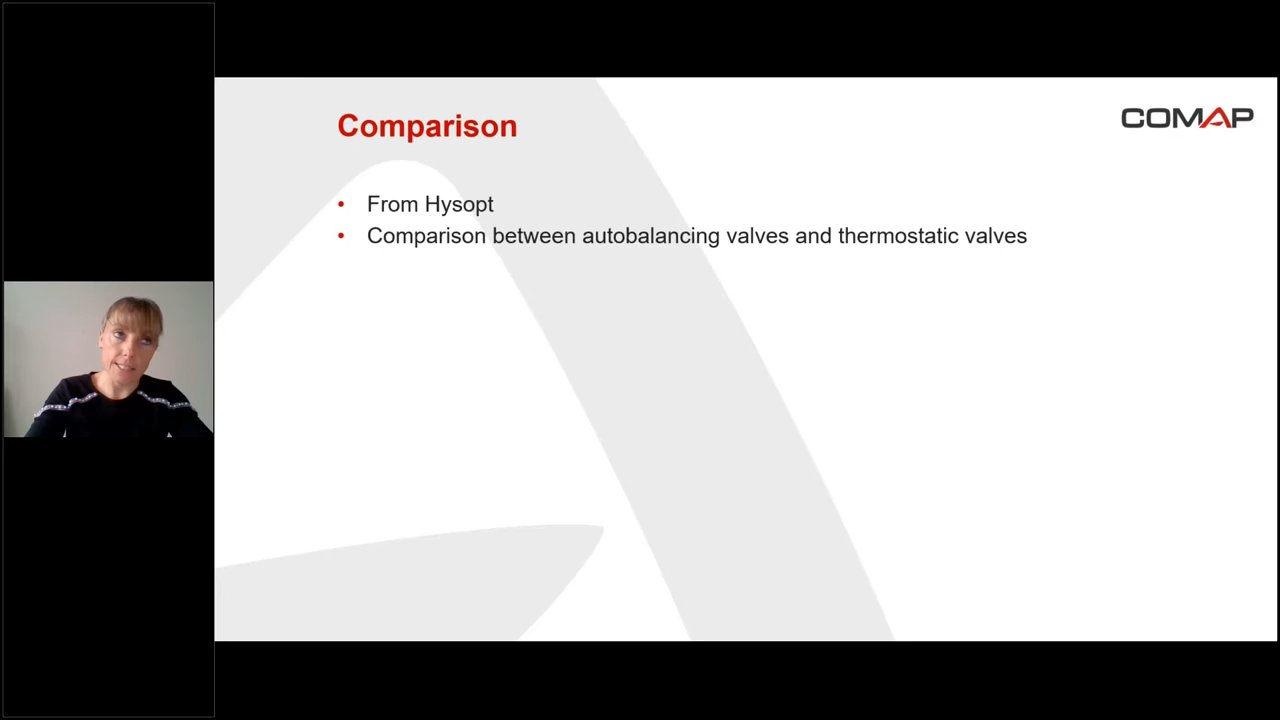 Comparison
COMAP
• From Hysopt
• Comparison between autobalancing valves and thermostatic valves